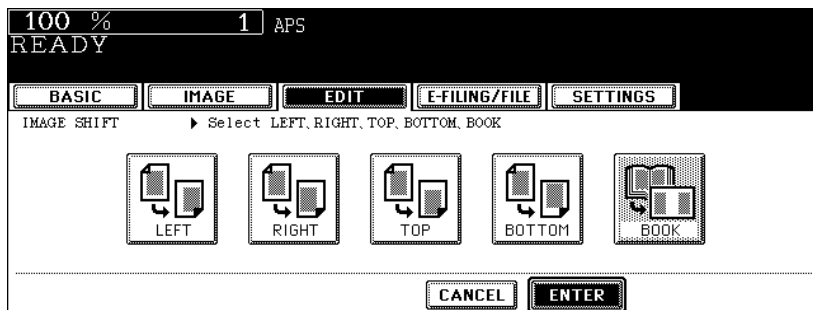 100 % 1 APS
READY
BASIC IMAGE EDIT E-FILING/FILE SETTINGS
IMAGE SHIFT Select LEFT, RIGHT, TOP, BOTTOM, BOOK
LEFT RIGHT TOP BOTTOM BOOK
CANCEL ENTER